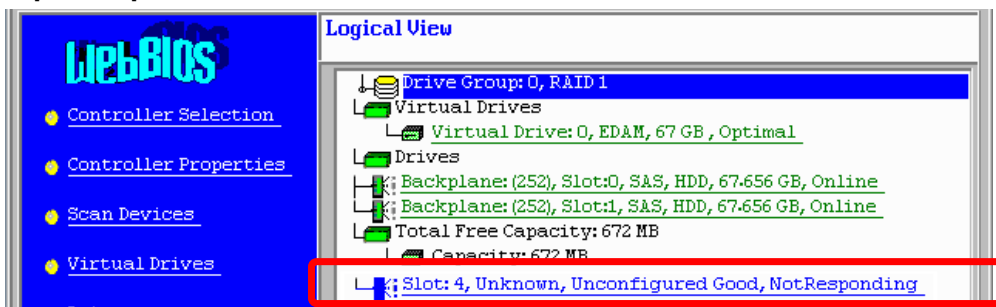 WebBIOS
Logical View
Drive Group: 0, RAID 1
Virtual Drives
Virtual Drive: 0, EDAM, 67 GB, Optimal
Drives
Backplane: (252), Slot:0, SAS, HDD, 67.656 GB, Online
Backplane: (252), Slot:1, SAS, HDD, 67.656 GB, Online
Total Free Capacity: 672 MB
Capacity: 672 MB
Slot: 4, Unknown, Unconfigured Good, NotResponding
Controller Selection
Controller Properties
Scan Devices
Virtual Drives